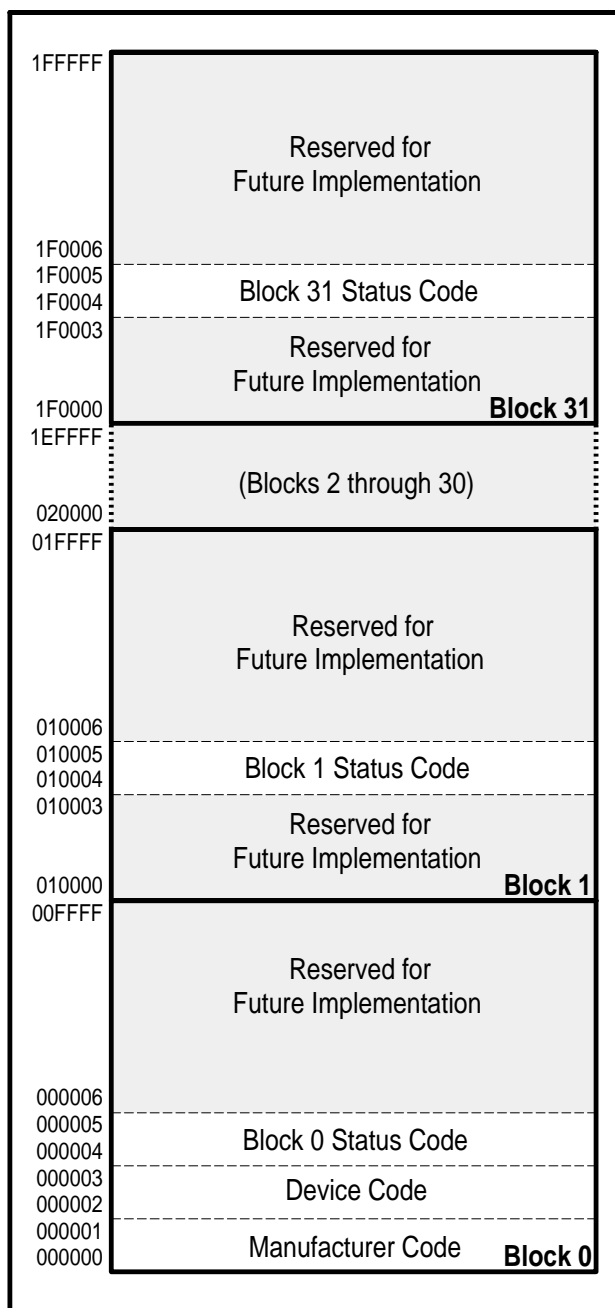 1FFFFF
Reserved for
Future Implementation
1F0006
1F0005
Block 31 Status Code
1F0004
1F0003
Reserved for
Future Implementation
1F0000
Block 31
1EFFFF
(Blocks 2 through 30)
020000
01FFFF
Reserved for
Future Implementation
010006
010005
Block 1 Status Code
010004
010003
Reserved for
Future Implementation
010000
Block 1
00FFFF
Reserved for
Future Implementation
000006
000005
Block 0 Status Code
000004
000003
Device Code
000002
000001
Manufacturer Code
000000
Block 0